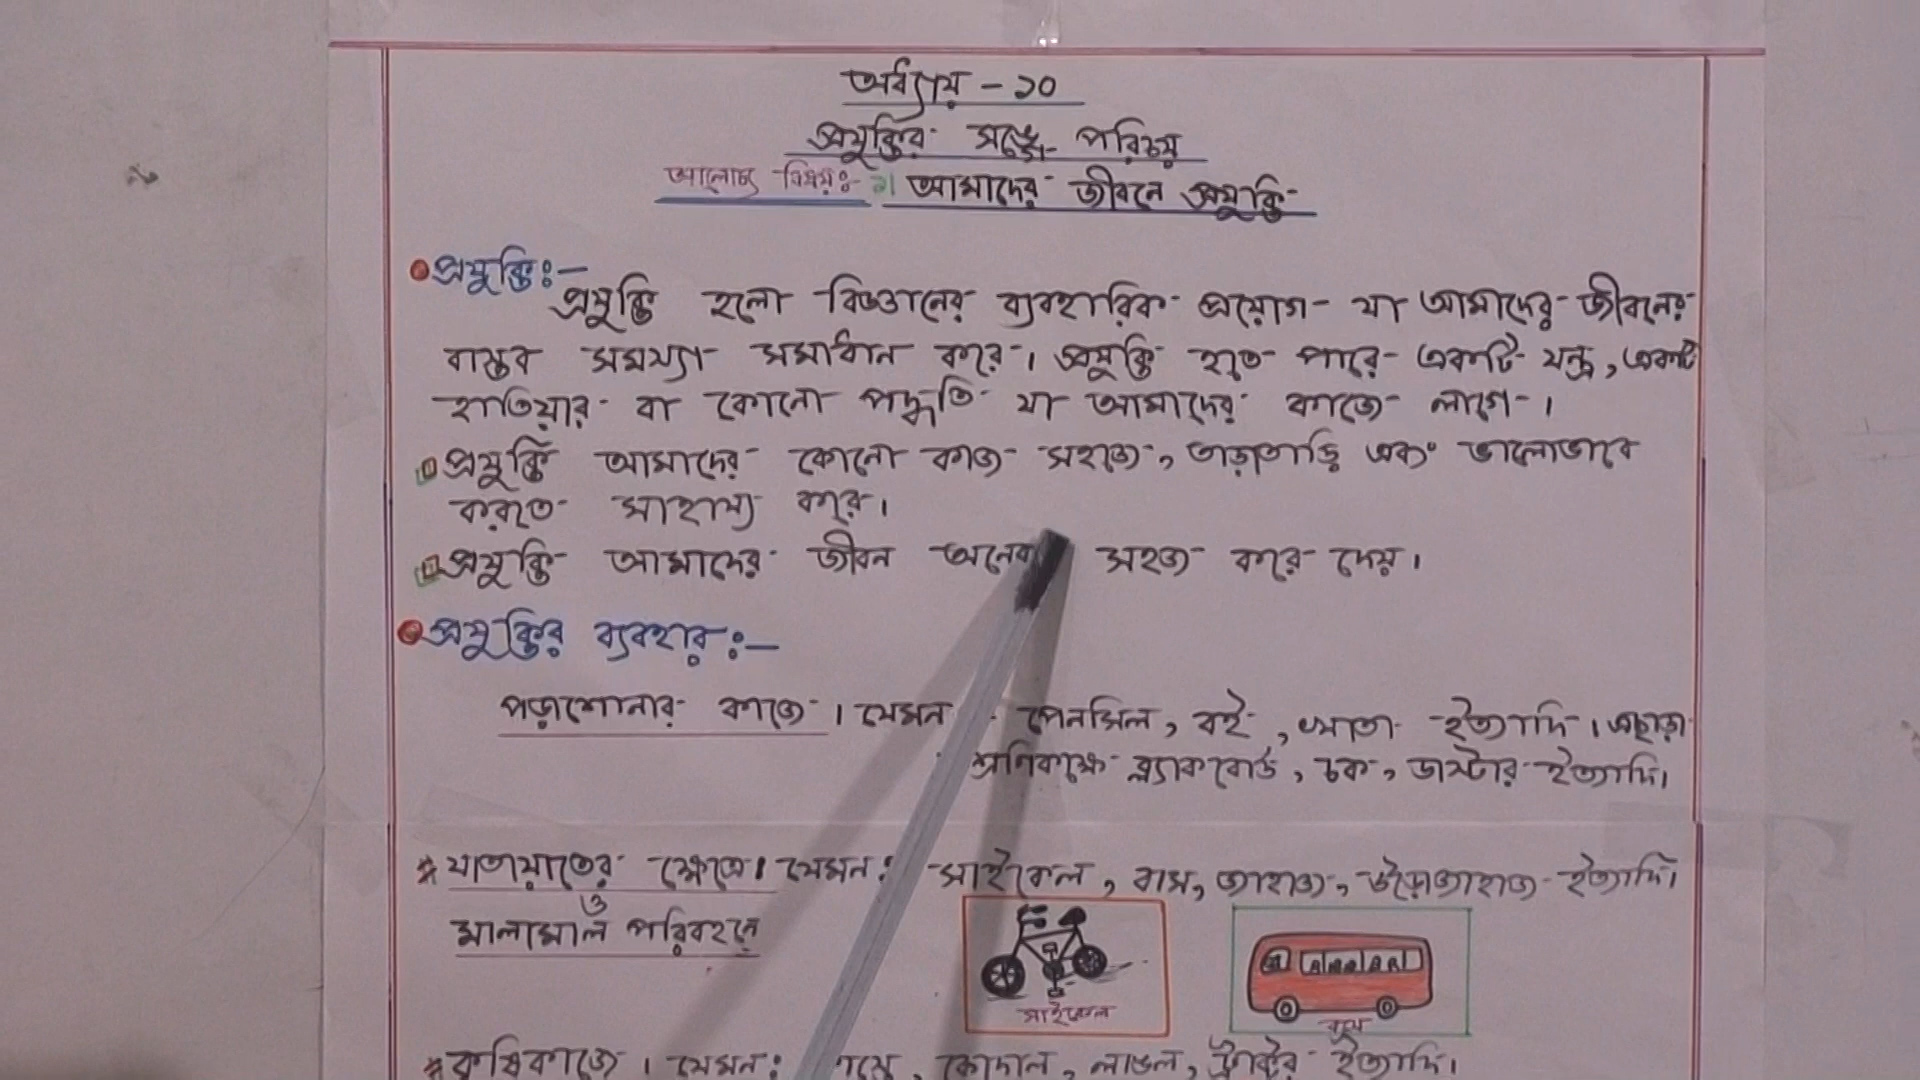 অধ্যায় - ১০
প্রযুক্তির সঙ্গে পরিচয়
আলোচ্য বিষয়ঃ ১। আমাদের জীবনে প্রযুক্তি
প্রযুক্তিঃ-
প্রযুক্তি হলো বিজ্ঞানের ব্যবহারিক প্রয়োগ যা আমাদের জীবনের
বাস্তব সমস্যা সমাধান করে। প্রযুক্তি হতে পারে একটি যন্ত্র, একটি
হাতিয়ার বা কোনো পদ্ধতি যা আমাদের কাজে লাগে।
প্রযুক্তি আমাদের কোনো কাজ সহজে, তাড়াতাড়ি এবং ভালোভাবে
করতে সাহায্য করে।
প্রযুক্তি আমাদের জীবন সহজ করে দেয়।
প্রযুক্তির ব্যবহারঃ-
পড়াশোনার কাজে। যেমন পেনসিল, বই, খাতা ইত্যাদি। এছাড়া
শ্রেণিকক্ষে ব্ল্যাকবোর্ড, চক, ডাস্টার ইত্যাদি।
* যাতায়াতের ক্ষেত্রে। যেমন: সাইকেল, বাস, জাহাজ, উড়োজাহাজ ইত্যাদি।
ও
মালামাল পরিবহনে
সাইকেল
বাস
* কৃষিকাজে। যেমন: কোদাল, লাঙল, ট্রাক্টর ইত্যাদি।